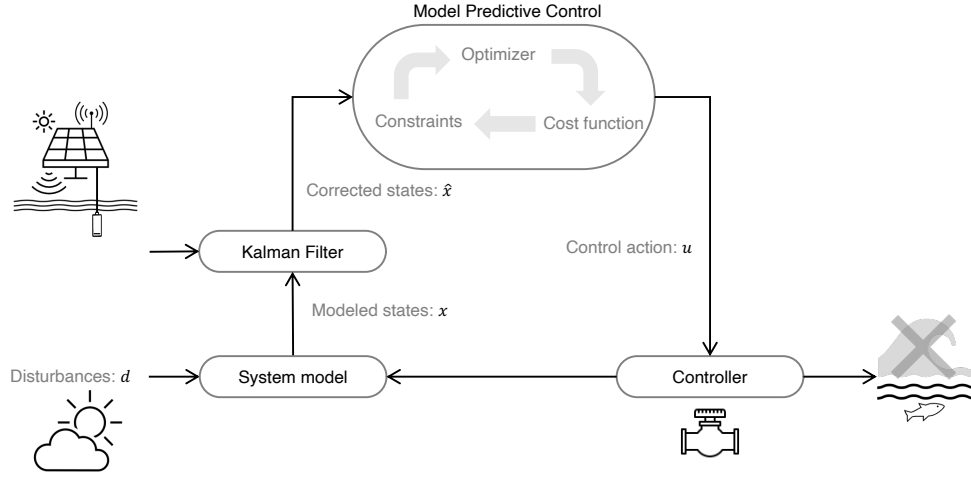 Model Predictive Control
Optimizer
Constraints
Cost function
Corrected states: x̂
Kalman Filter
Control action: u
Modeled states: x
Disturbances: d
System model
Controller